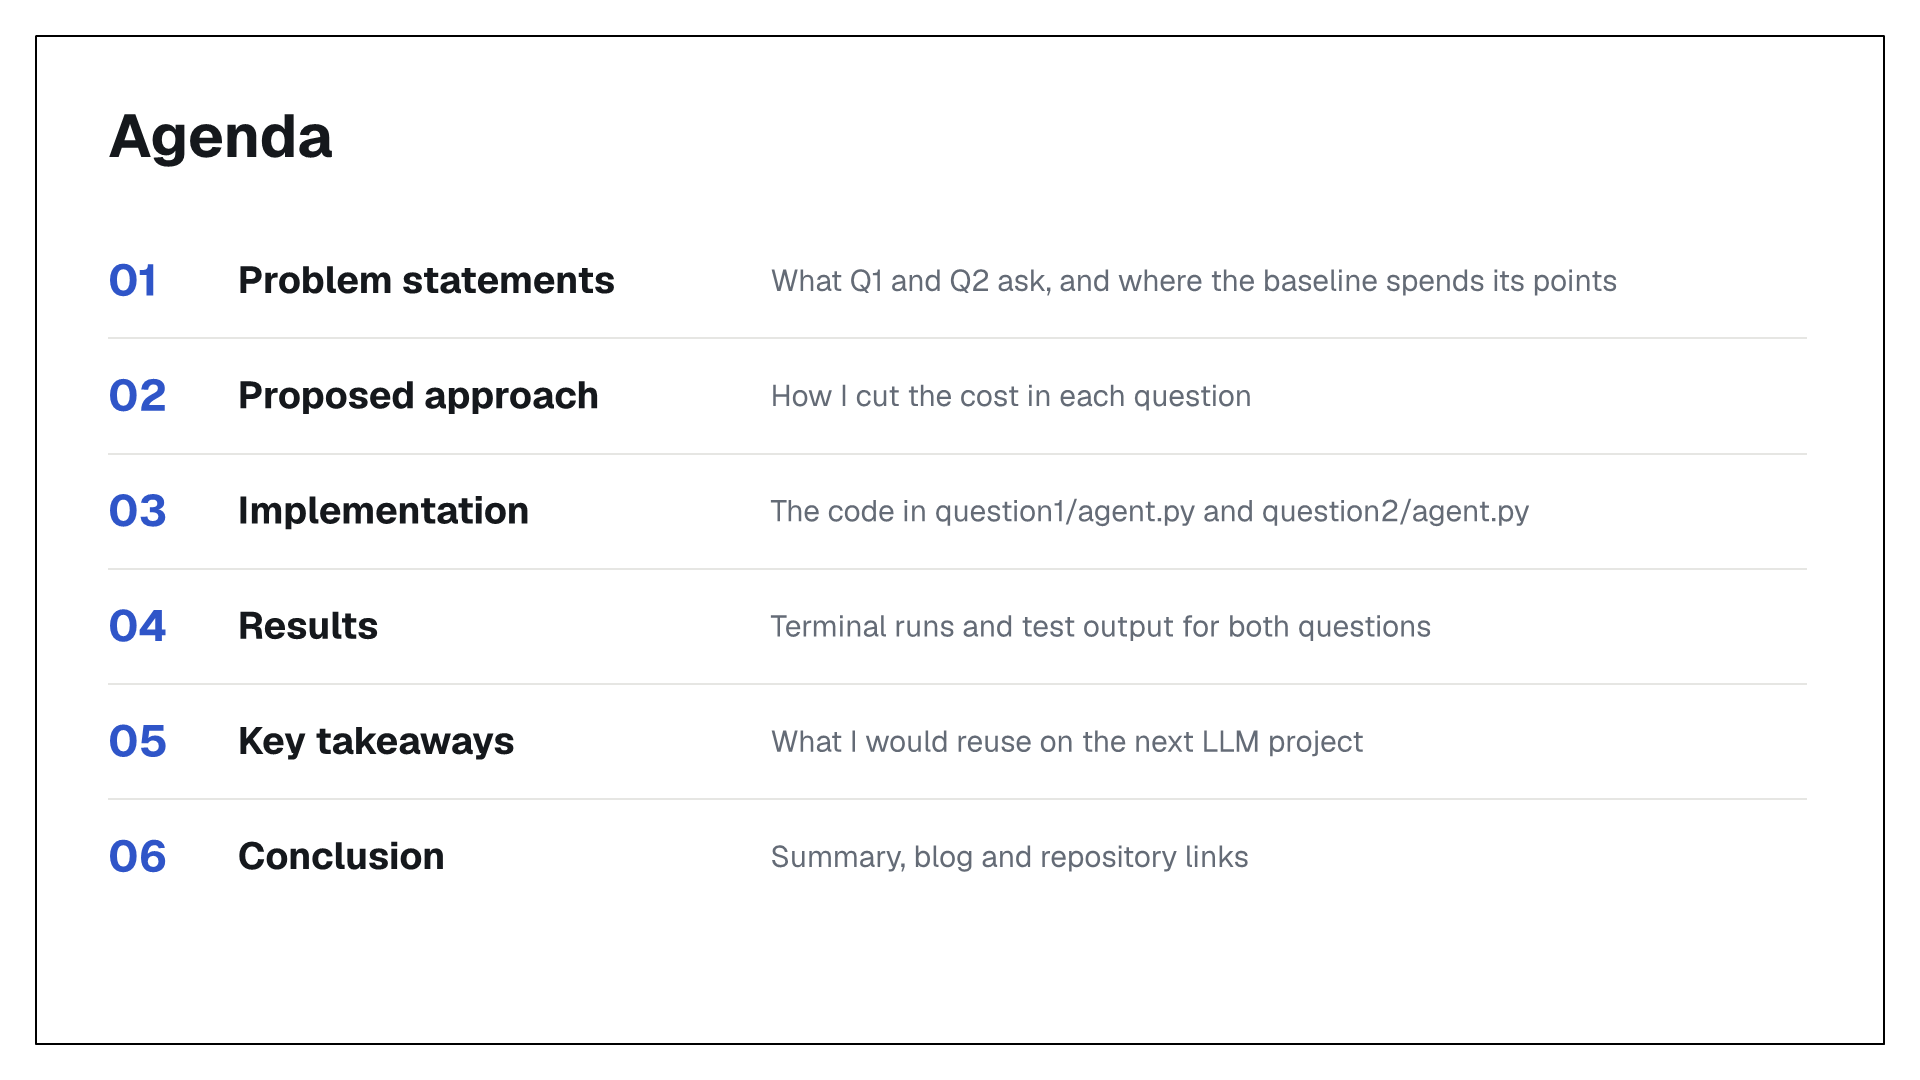 Agenda
01 Problem statements What Q1 and Q2 ask, and where the baseline spends its points
02 Proposed approach How I cut the cost in each question
03 Implementation The code in question1/agent.py and question2/agent.py
04 Results Terminal runs and test output for both questions
05 Key takeaways What I would reuse on the next LLM project
06 Conclusion Summary, blog and repository links